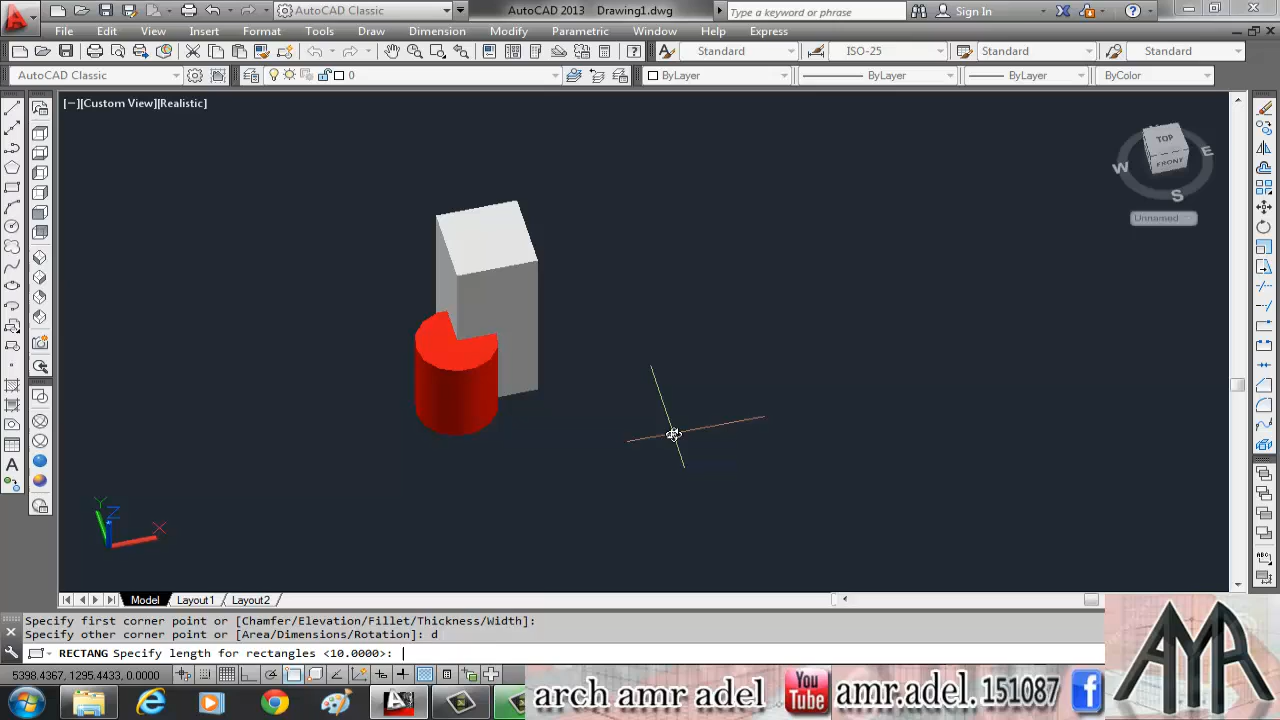 AutoCAD Classic
AutoCAD 2013 Drawing1.dwg
Type a keyword or phrase
Sign In
File Edit View Insert Format Tools Draw Dimension Modify Parametric Window Help Express
Standard ISO-25 Standard Standard
AutoCAD Classic 0 ByLayer ByLayer ByLayer ByColor
[−][Custom View][Realistic]
TOP
FRONT
W E
S
Unnamed
Y Z X
Model Layout1 Layout2
Specify first corner point or [Chamfer/Elevation/Fillet/Thickness/Width]:
Specify other corner point or [Area/Dimensions/Rotation]: d
RECTANG Specify length for rectangles <10.0000>:
5398.4367, 1295.4433, 0.0000
arch amr adel You Tube amr.adel. 151087 f